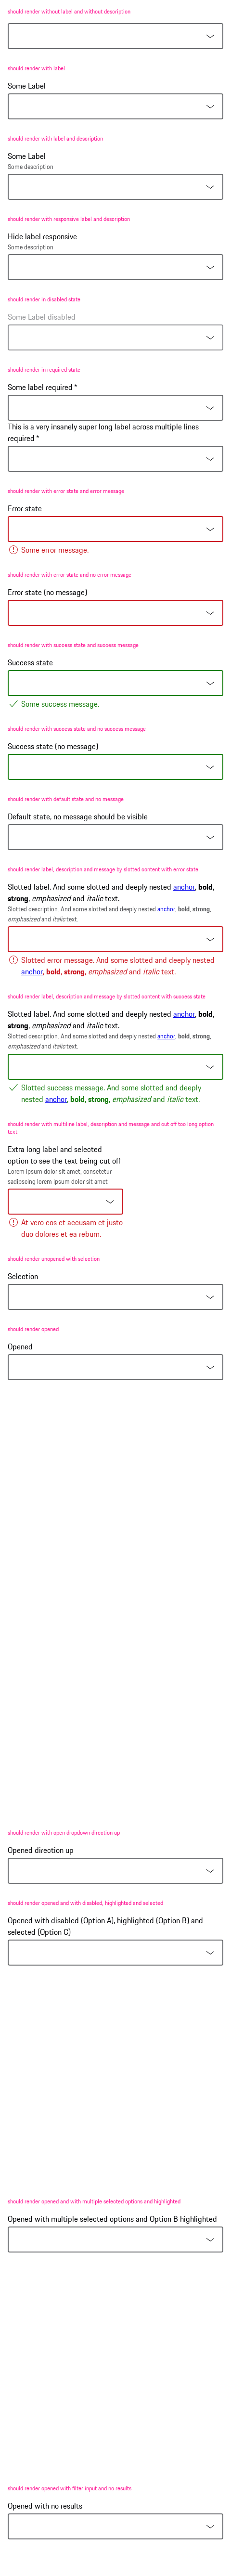 should render without label and without description
should render with label
Some Label
should render with label and description
Some Label
Some description
should render with responsive label and description
Hide label responsive
Some description
should render in disabled state
Some Label disabled
should render in required state
Some label required *
This is a very insanely super long label across multiple lines
required *
should render with error state and error message
Error state
Some error message.
should render with error state and no error message
Error state (no message)
should render with success state and success message
Success state
Some success message.
should render with success state and no success message
Success state (no message)
should render with default state and no message
Default state, no message should be visible
should render label, description and message by slotted content with error state
Slotted label. And some slotted and deeply nested anchor, bold,
strong, emphasized and italic text.
Slotted description. And some slotted and deeply nested anchor, bold, strong,
emphasized and italic text.
Slotted error message. And some slotted and deeply nested
anchor, bold, strong, emphasized and italic text.
should render label, description and message by slotted content with success state
Slotted label. And some slotted and deeply nested anchor, bold,
strong, emphasized and italic text.
Slotted description. And some slotted and deeply nested anchor, bold, strong,
emphasized and italic text.
Slotted success message. And some slotted and deeply
nested anchor, bold, strong, emphasized and italic text.
should render with multiline label, description and message and cut off too long option-
text
Extra long label and selected
option to see the text being cut off
Lorem ipsum dolor sit amet, consetetur
sadipscing lorem ipsum dolor sit amet
At vero eos et accusam et justo
duo dolores et ea rebum.
should render unopened with selection
Selection
should render opened
Opened
should render with open dropdown direction up
Opened direction up
should render opened and with disabled, highlighted and selected
Opened with disabled (Option A), highlighted (Option B) and
selected (Option C)
should render opened and with multiple selected options and highlighted
Opened with multiple selected options and Option B highlighted
should render opened with filter input and no results
Opened with no results